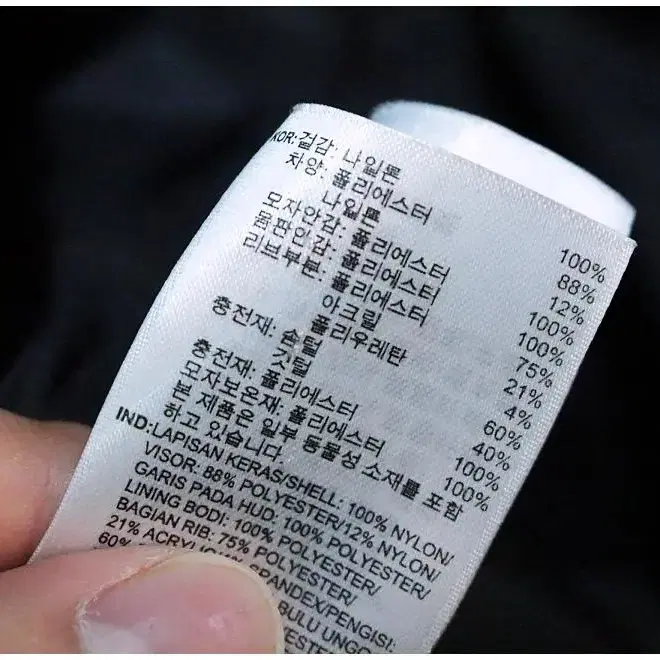 KOR:겉감: 나일론 100%
차양: 폴리에스터 88%
나일론 12%
모자안감: 폴리에스터 100%
몸판안감: 폴리에스터 100%
리브부분: 폴리에스터 75%
아크릴 21%
폴리우레탄 4%
충전재: 솜털 60%
깃털 40%
충전재: 폴리에스터 100%
모자보온재: 폴리에스터 100%
본 제품은 일부 동물성 소재를 포함
하고 있습니다.
IND:LAPISAN KERAS/SHELL: 100% NYLON/
VISOR: 88% POLYESTER/12% NYLON/
GARIS PADA HUD: 100% POLYESTER/
LINING BODI: 100% POLYESTER/
BAGIAN RIB: 75% POLYESTER/
21% SPANDEX/PENGISI:
60% BULU